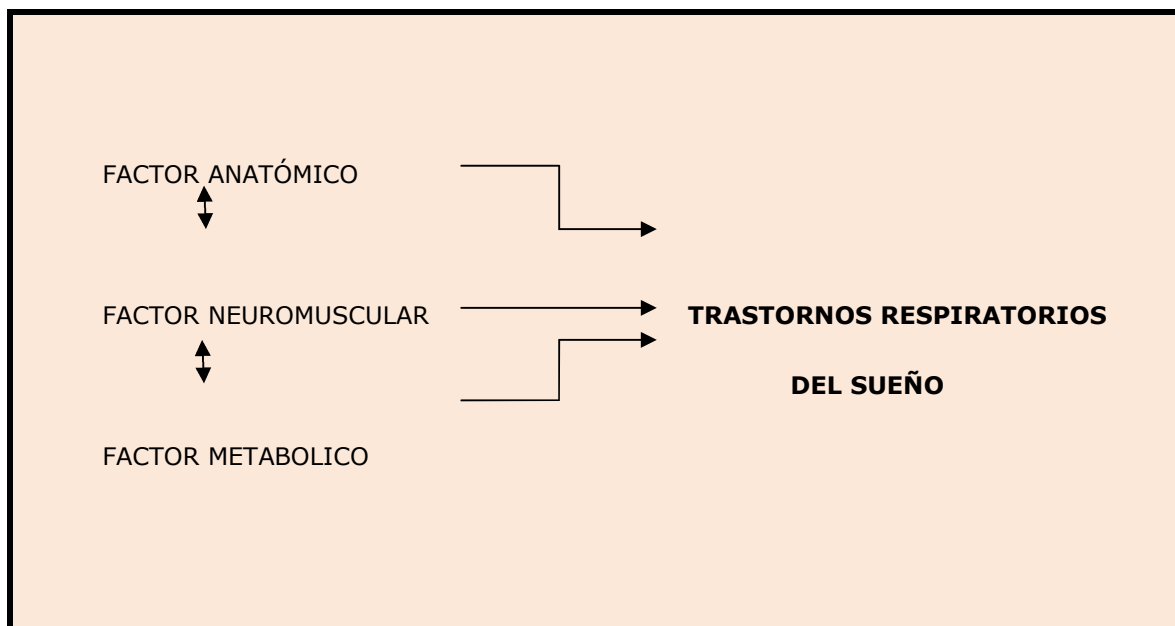 FACTOR ANATÓMICO
FACTOR NEUROMUSCULAR
TRASTORNOS RESPIRATORIOS
DEL SUEÑO
FACTOR METABOLICO